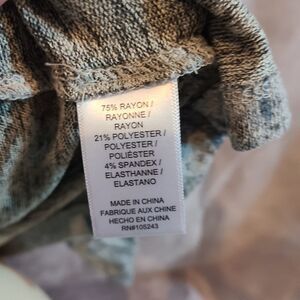 75% RAYON /
RAYONNE /
RAYON
21% POLYESTER /
POLYESTER /
POLIÉSTER
4% SPANDEX /
ELASTHANNE /
ELASTANO
MADE IN CHINA
FABRIQUE AUX CHINE
HECHO EN CHINA
RN#105243